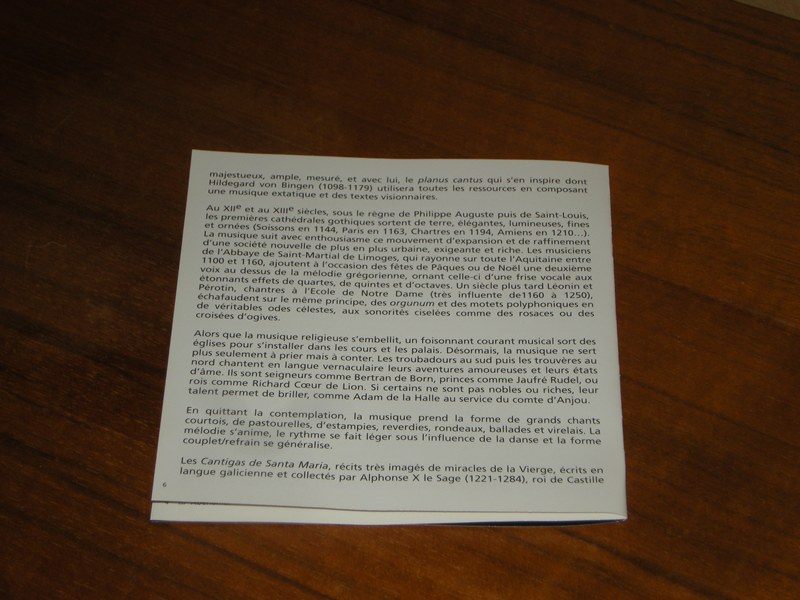 majestueux, ample, mesuré, et avec lui, le planus cantus qui s'en inspire dont
Hildegard von Bingen (1098-1179) utilisera toutes les ressources en composant
une musique extatique et des textes visionnaires.
Au XIIe et au XIIIe siècles, sous le règne de Philippe Auguste puis de Saint-Louis,
les premières cathédrales gothiques sortent de terre, élégantes, lumineuses, fines
et ornées (Soissons en 1144, Paris en 1163, Chartres en 1194, Amiens en 1210...).
La musique suit avec enthousiasme ce mouvement d'expansion et de raffinement
d'une société nouvelle de plus en plus urbaine, exigeante et riche. Les musiciens
de l'Abbaye de Saint-Martial de Limoges, qui rayonne sur toute l'Aquitaine entre
1100 et 1160, ajoutent à l'occasion des fêtes de Pâques ou de Noël une deuxième
voix au dessus de la mélodie grégorienne, ornant celle-ci d'une frise vocale aux
étonnants effets de quartes, de quintes et d'octaves. Un siècle plus tard Léonin et
Pérotin, chantres à l'Ecole de Notre Dame (très influente de1160 à 1250),
échafaudent sur le même principe, des orgunum et des motets polyphoniques en
de véritables odes célestes, aux sonorités ciselées comme des rosaces ou des
croisées d'ogives.
Alors que la musique religieuse s'embellit, un foisonnant courant musical sort des
églises pour s'installer dans les cours et les palais. Désormais, la musique ne sert
plus seulement à prier mais à conter. Les troubadours au sud puis les trouvères au
nord chantent en langue vernaculaire leurs aventures amoureuses et leurs états
d'âme. Ils sont seigneurs comme Bertran de Born, princes comme Jaufré Rudel, ou
rois comme Richard Cœur de Lion. Si certains ne sont pas nobles ou riches, leur
talent permet de briller, comme Adam de la Halle au service du comte d'Anjou.
En quittant la contemplation, la musique prend la forme de grands chants
courtois, de pastourelles, d'estampies, reverdies, rondeaux, ballades et virelais. La
mélodie s'anime, le rythme se fait léger sous l'influence de la danse et la forme
couplet/refrain se généralise.
Les Cantigas de Santa Maria, récits très imagés de miracles de la Vierge, écrits en
langue galicienne et collectés par Alphonse X le Sage (1221-1284), roi de Castille
6